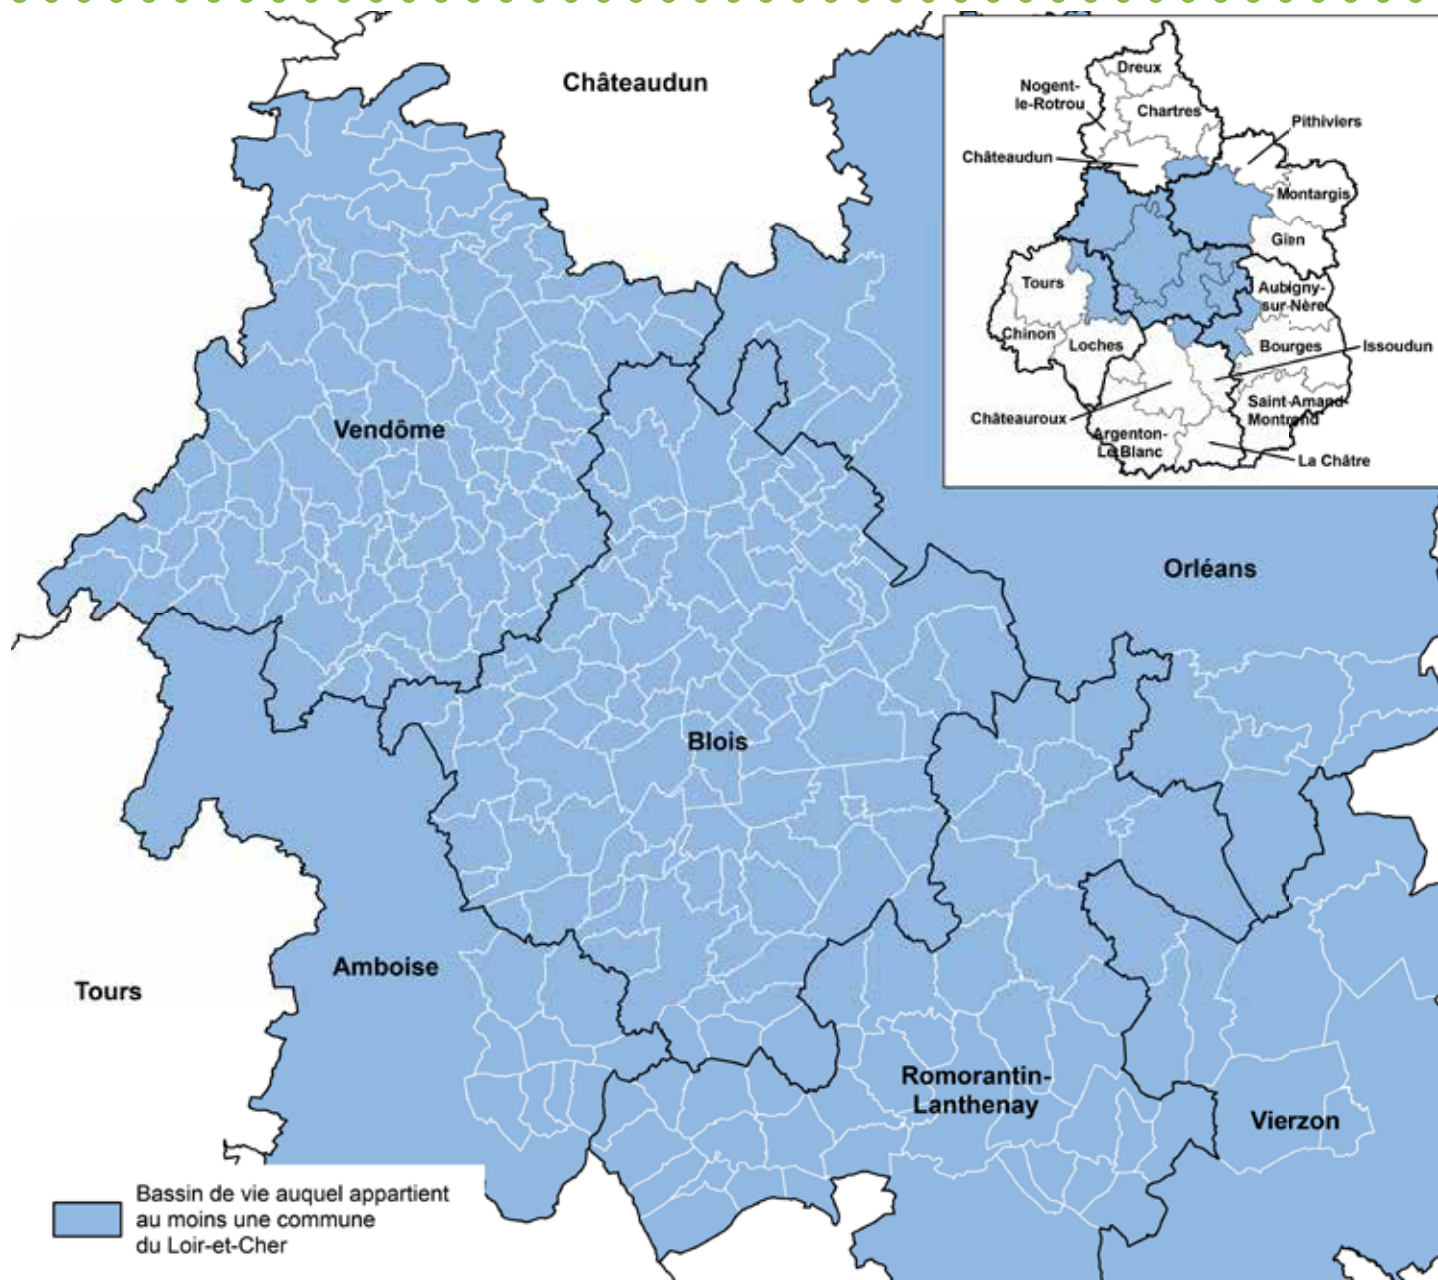 Châteaudun
Dreux
Nogent-
le-Rotrou
Chartres
Pithiviers
Châteaudun
Montargis
Gien
Tours
Aubigny-
sur-Nère
Chinon
Loches
Bourges
Issoudun
Châteauroux
Saint-Amand-
Montrond
Argenton-
Le Blanc
La Châtre
Vendôme
Orléans
Blois
Amboise
Tours
Romorantin-
Lanthenay
Vierzon
Bassin de vie auquel appartient
au moins une commune
du Loir-et-Cher